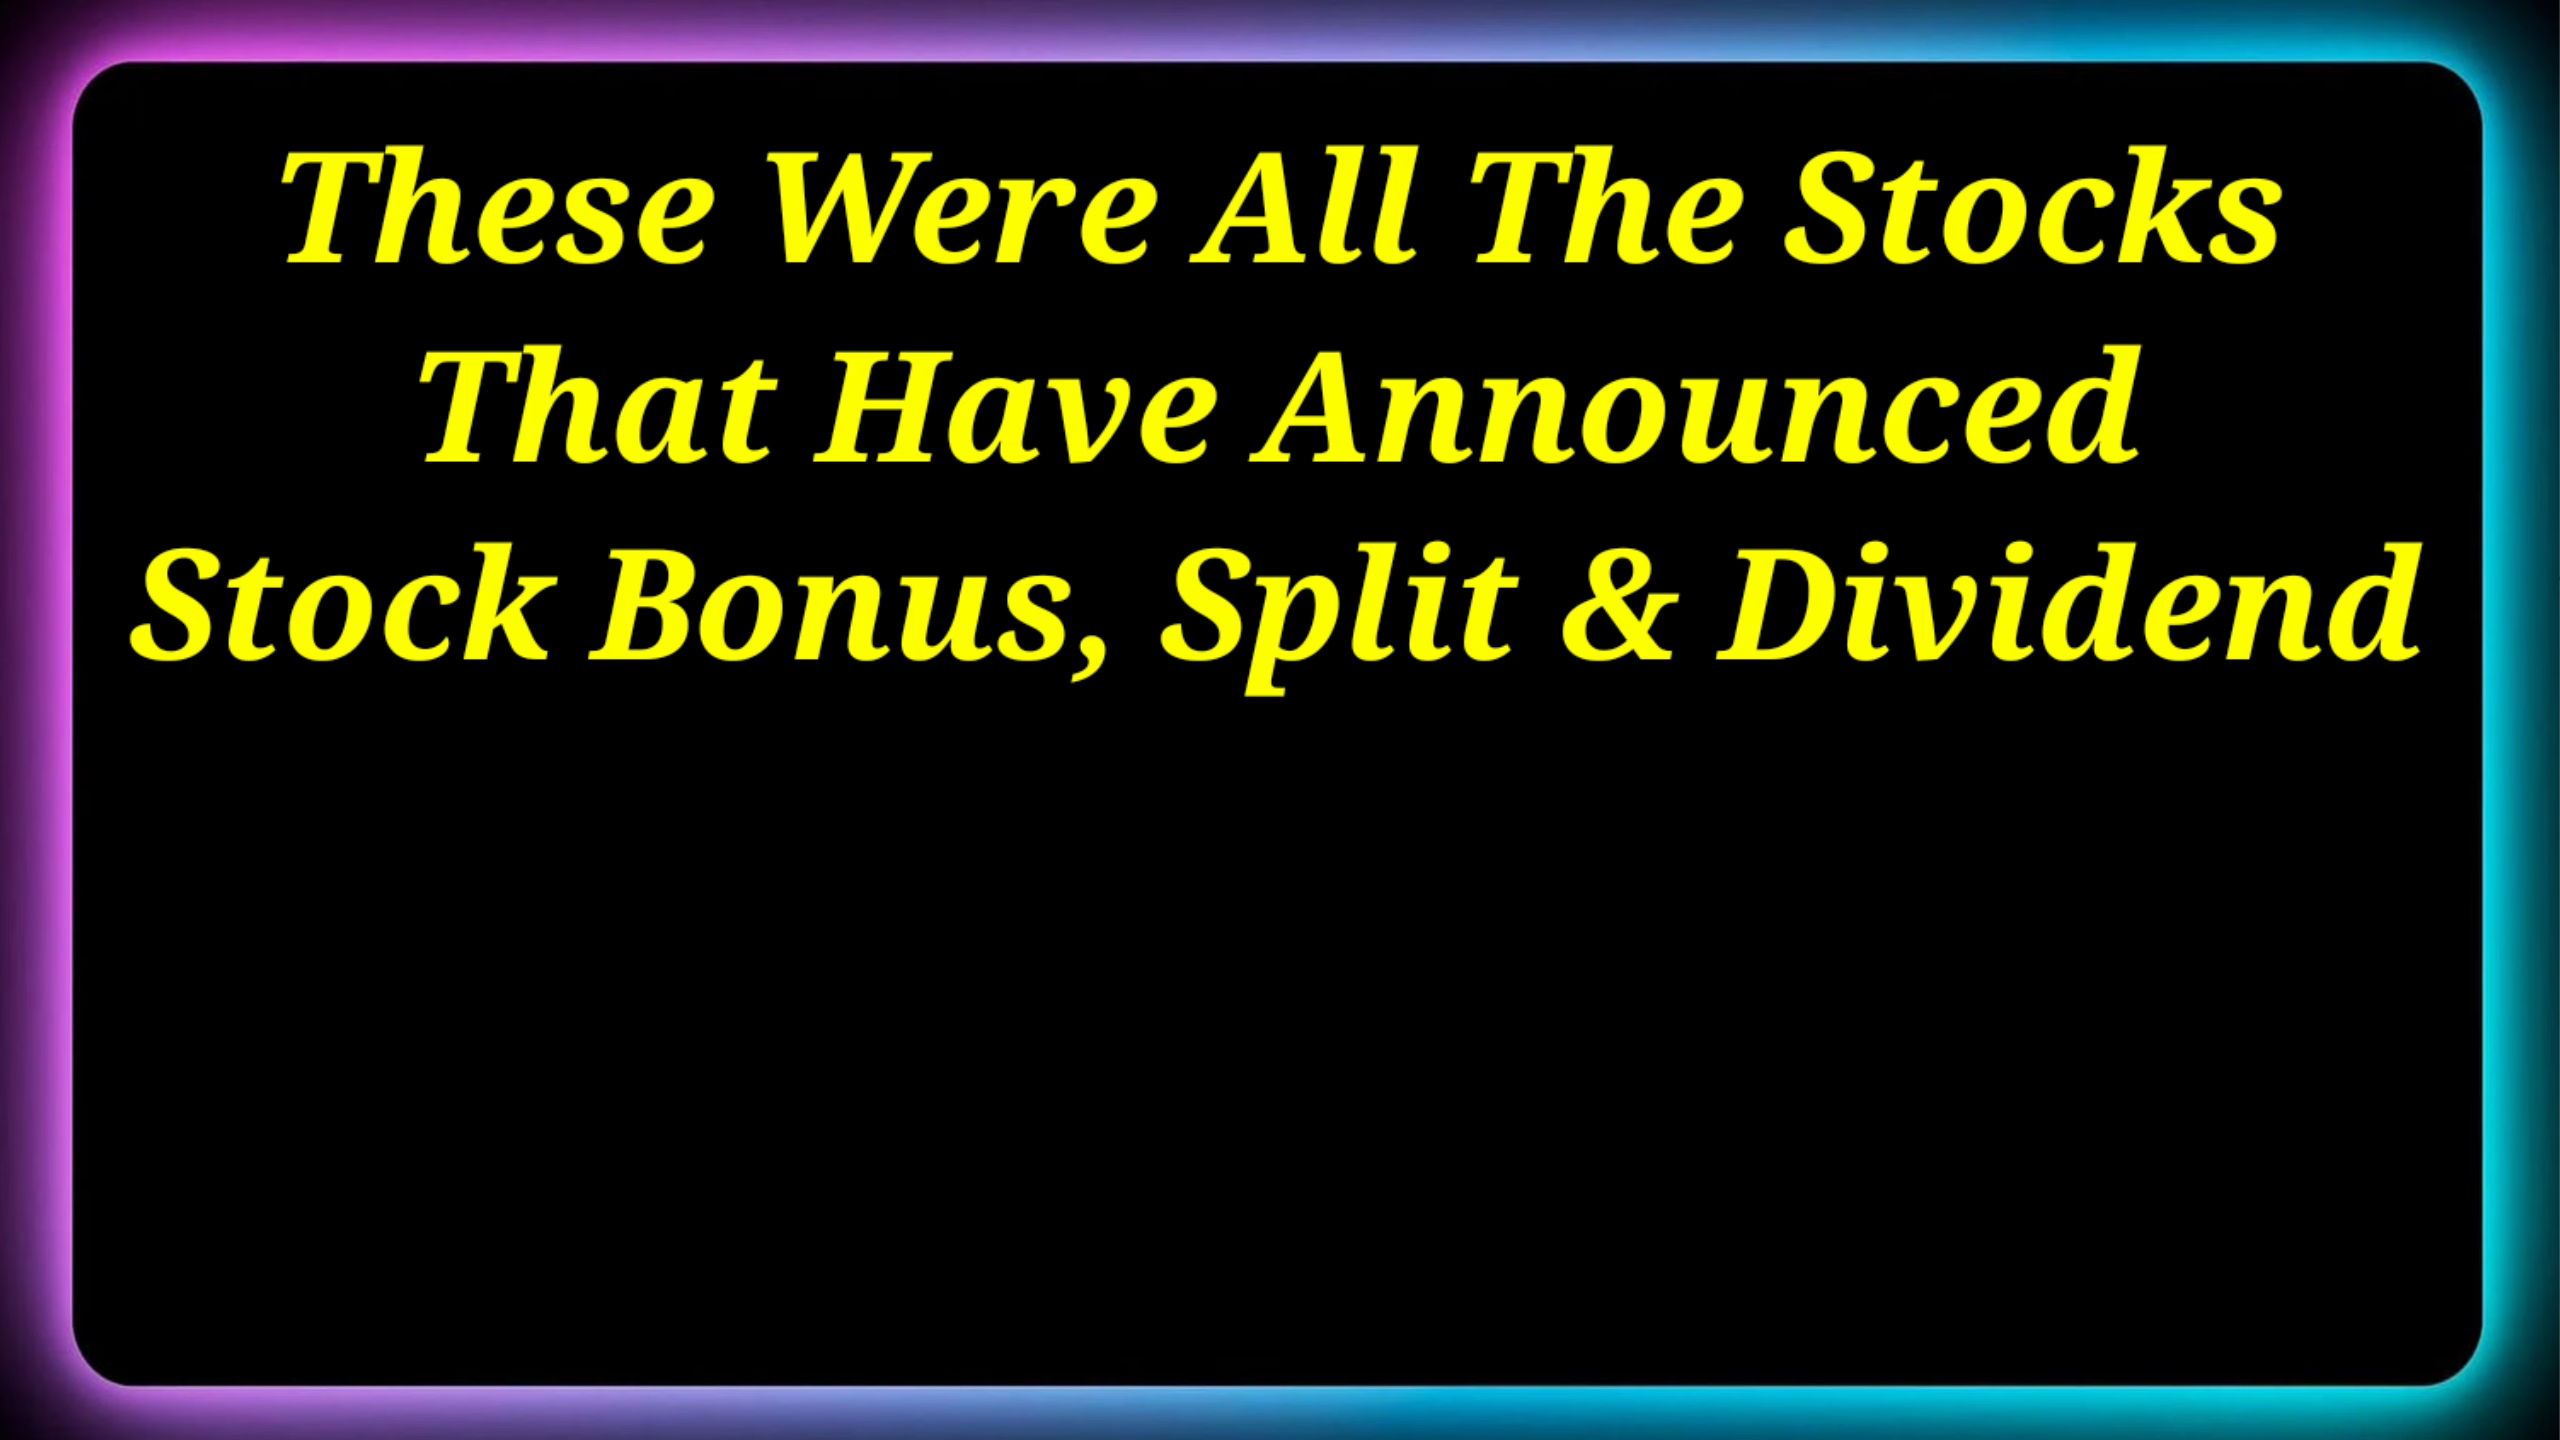 These Were All The Stocks
That Have Announced
Stock Bonus, Split & Dividend